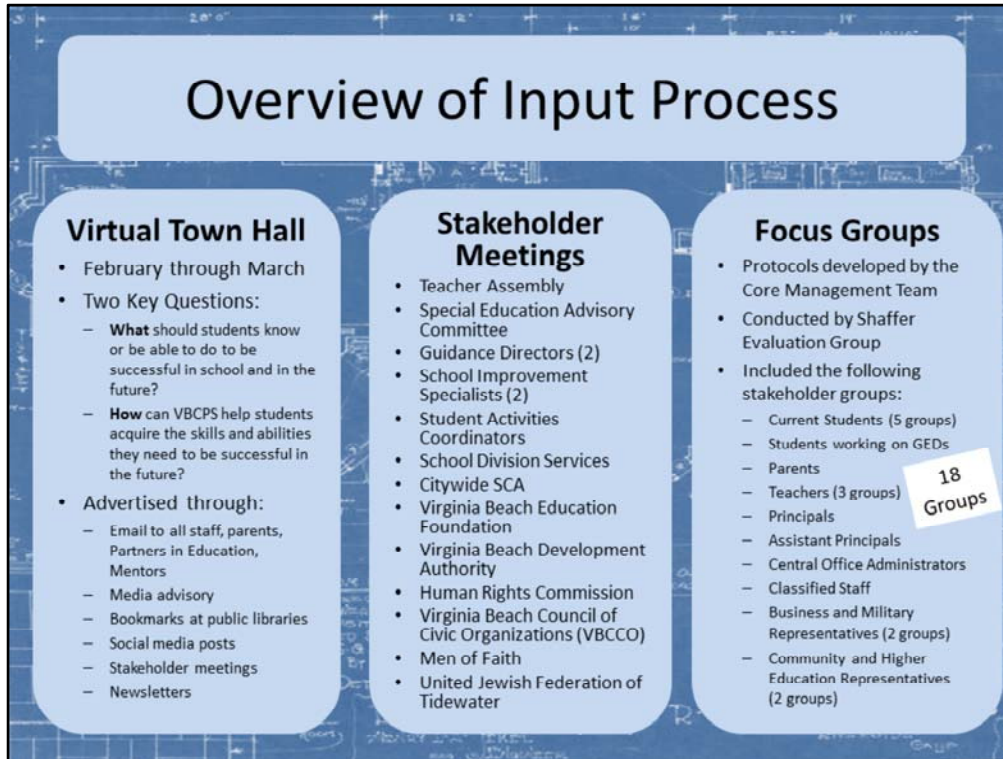 20'0"
12'
16'
Overview of Input Process
Virtual Town Hall
• February through March
• Two Key Questions:
– What should students know
or be able to do to be
successful in school and in the
future?
– How can VBCPS help students
acquire the skills and abilities
they need to be successful in
the future?
• Advertised through:
– Email to all staff, parents,
Partners in Education,
Mentors
– Media advisory
– Bookmarks at public libraries
– Social media posts
– Stakeholder meetings
– Newsletters
Stakeholder
Meetings
• Teacher Assembly
• Special Education Advisory
Committee
• Guidance Directors (2)
• School Improvement
Specialists (2)
• Student Activities
Coordinators
• School Division Services
• Citywide SCA
• Virginia Beach Education
Foundation
• Virginia Beach Development
Authority
• Human Rights Commission
• Virginia Beach Council of
Civic Organizations (VBCCO)
• Men of Faith
• United Jewish Federation of
Tidewater
Focus Groups
• Protocols developed by the
Core Management Team
• Conducted by Shaffer
Evaluation Group
• Included the following
stakeholder groups:
– Current Students (5 groups)
– Students working on GEDs
– Parents
– Teachers (3 groups)
– Principals
– Assistant Principals
– Central Office Administrators
– Classified Staff
– Business and Military
Representatives (2 groups)
– Community and Higher
Education Representatives
(2 groups)
18
Groups